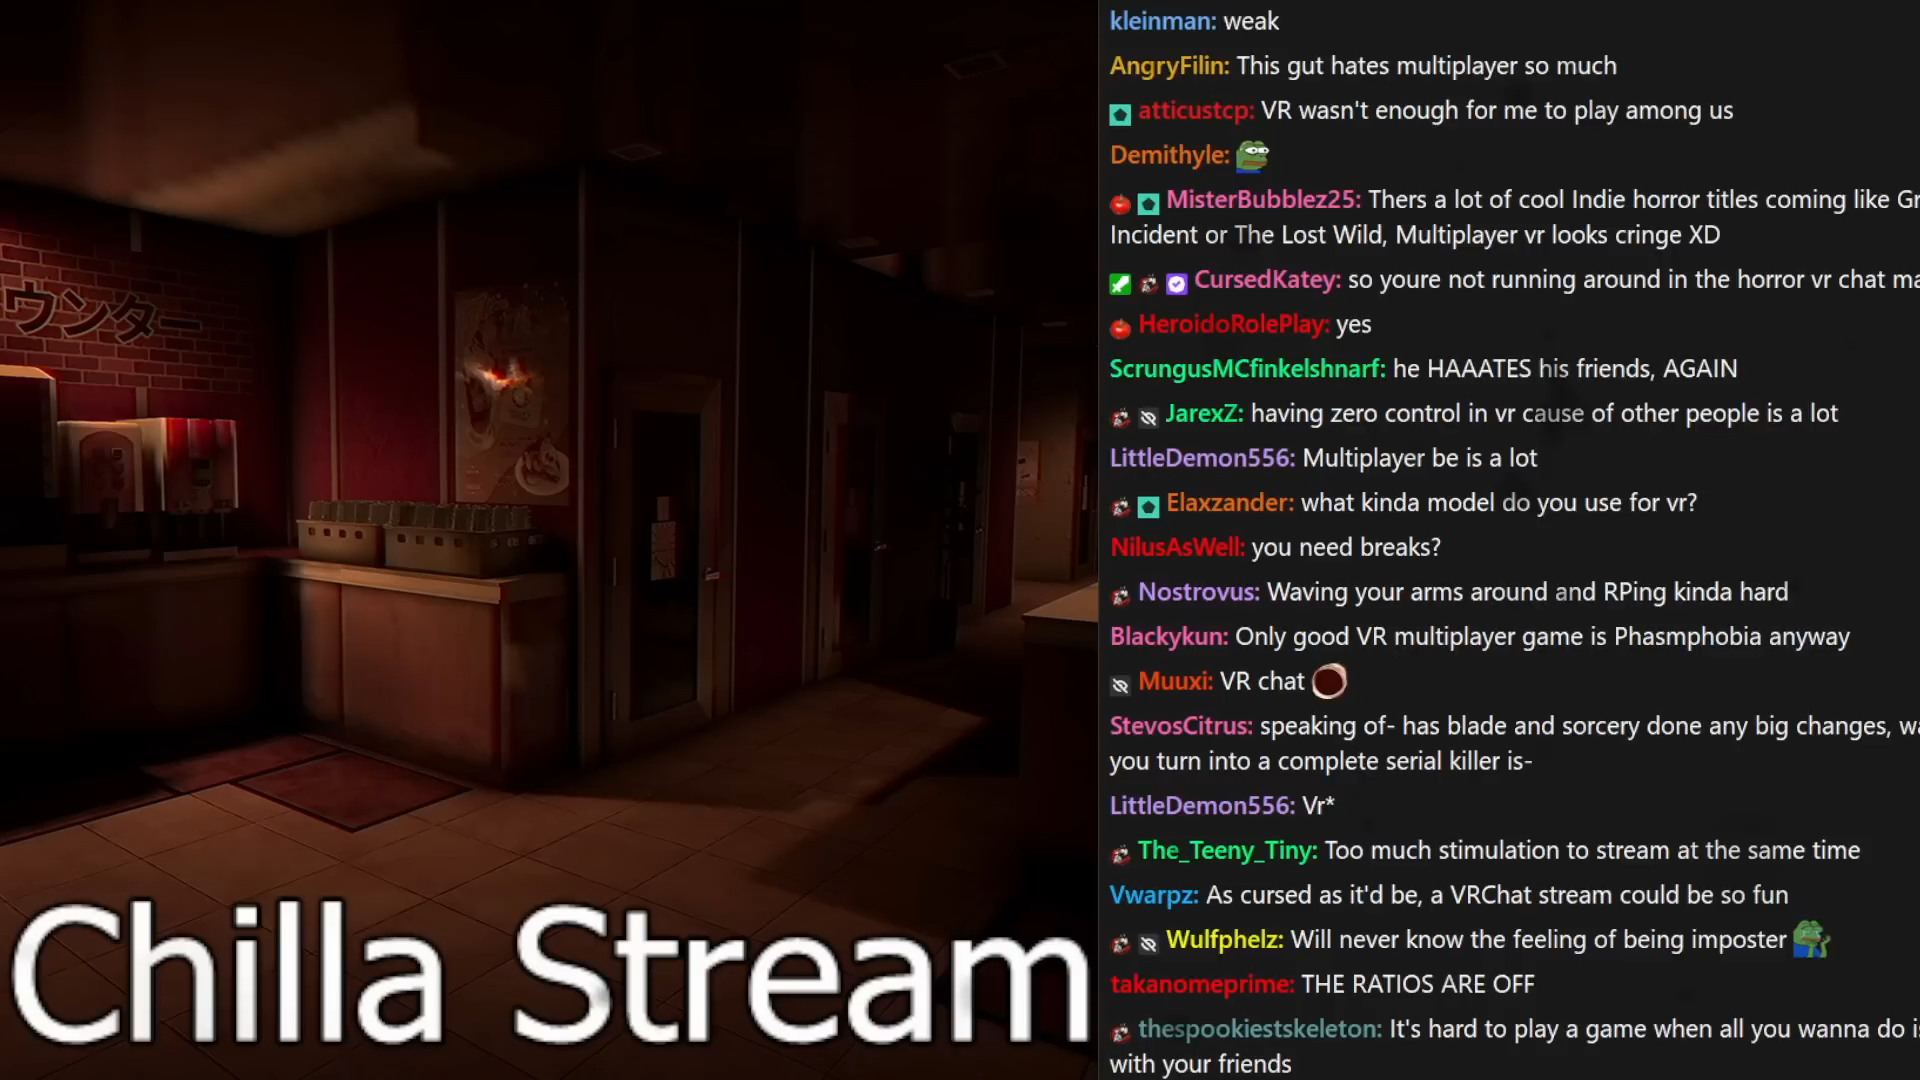 ウンター
Chilla Stream
kleinman: weak
AngryFilin: This gut hates multiplayer so much
atticustcp: VR wasn't enough for me to play among us
Demithyle:
MisterBubblez25: Thers a lot of cool Indie horror titles coming like Gr
Incident or The Lost Wild, Multiplayer vr looks cringe XD
CursedKatey: so youre not running around in the horror vr chat ma
HeroidoRolePlay: yes
ScrungusMCfinkelshnarf: he HAAATES his friends, AGAIN
JarexZ: having zero control in vr cause of other people is a lot
LittleDemon556: Multiplayer be is a lot
Elaxzander: what kinda model do you use for vr?
NilusAsWell: you need breaks?
Nostrovus: Waving your arms around and RPing kinda hard
Blackykun: Only good VR multiplayer game is Phasmphobia anyway
Muuxi: VR chat
StevosCitrus: speaking of- has blade and sorcery done any big changes, wa
you turn into a complete serial killer is-
LittleDemon556: Vr*
The_Teeny_Tiny: Too much stimulation to stream at the same time
Vwarpz: As cursed as it'd be, a VRChat stream could be so fun
Wulfphelz: Will never know the feeling of being imposter
takanomeprime: THE RATIOS ARE OFF
thespookiestskeleton: It's hard to play a game when all you wanna do is
with your friends